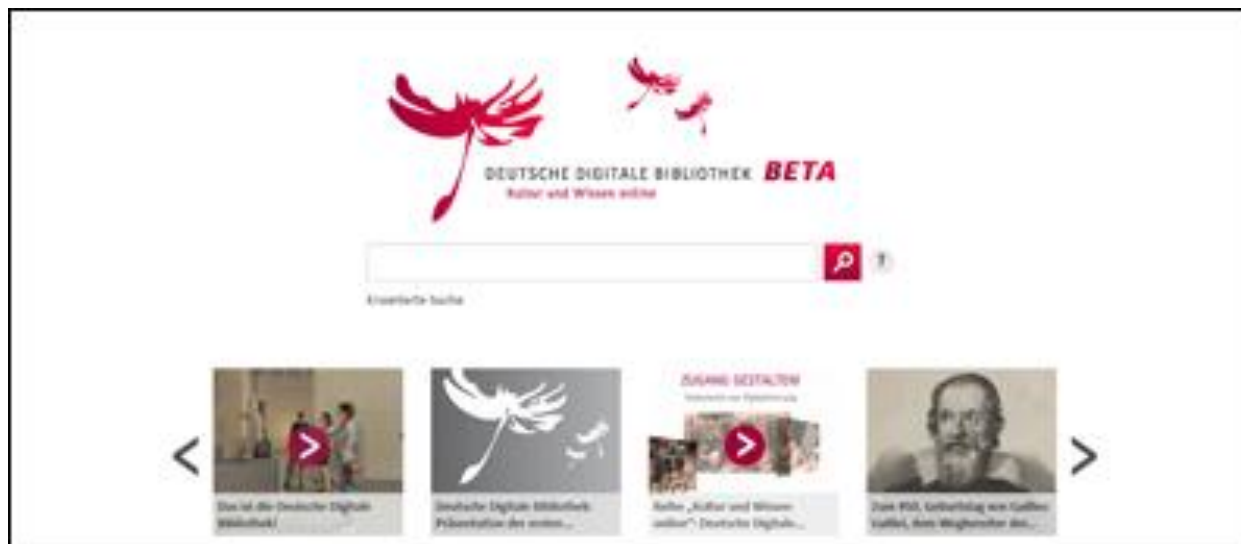 DEUTSCHE DIGITALE BIBLIOTHEK BETA
Kultur und Wissen online
?
Erweiterte Suche
ZUGANG GESTALTEN
Das ist die Deutsche Digitale
Bibliothek!
Deutsche Digitale Bibliothek:
Präsentation der ersten...
Reihe „Kultur und Wissen
online“: Deutsche Digitale...
Zum 450. Geburtstag von Galileo
Galilei, dem Wegbereiter der...